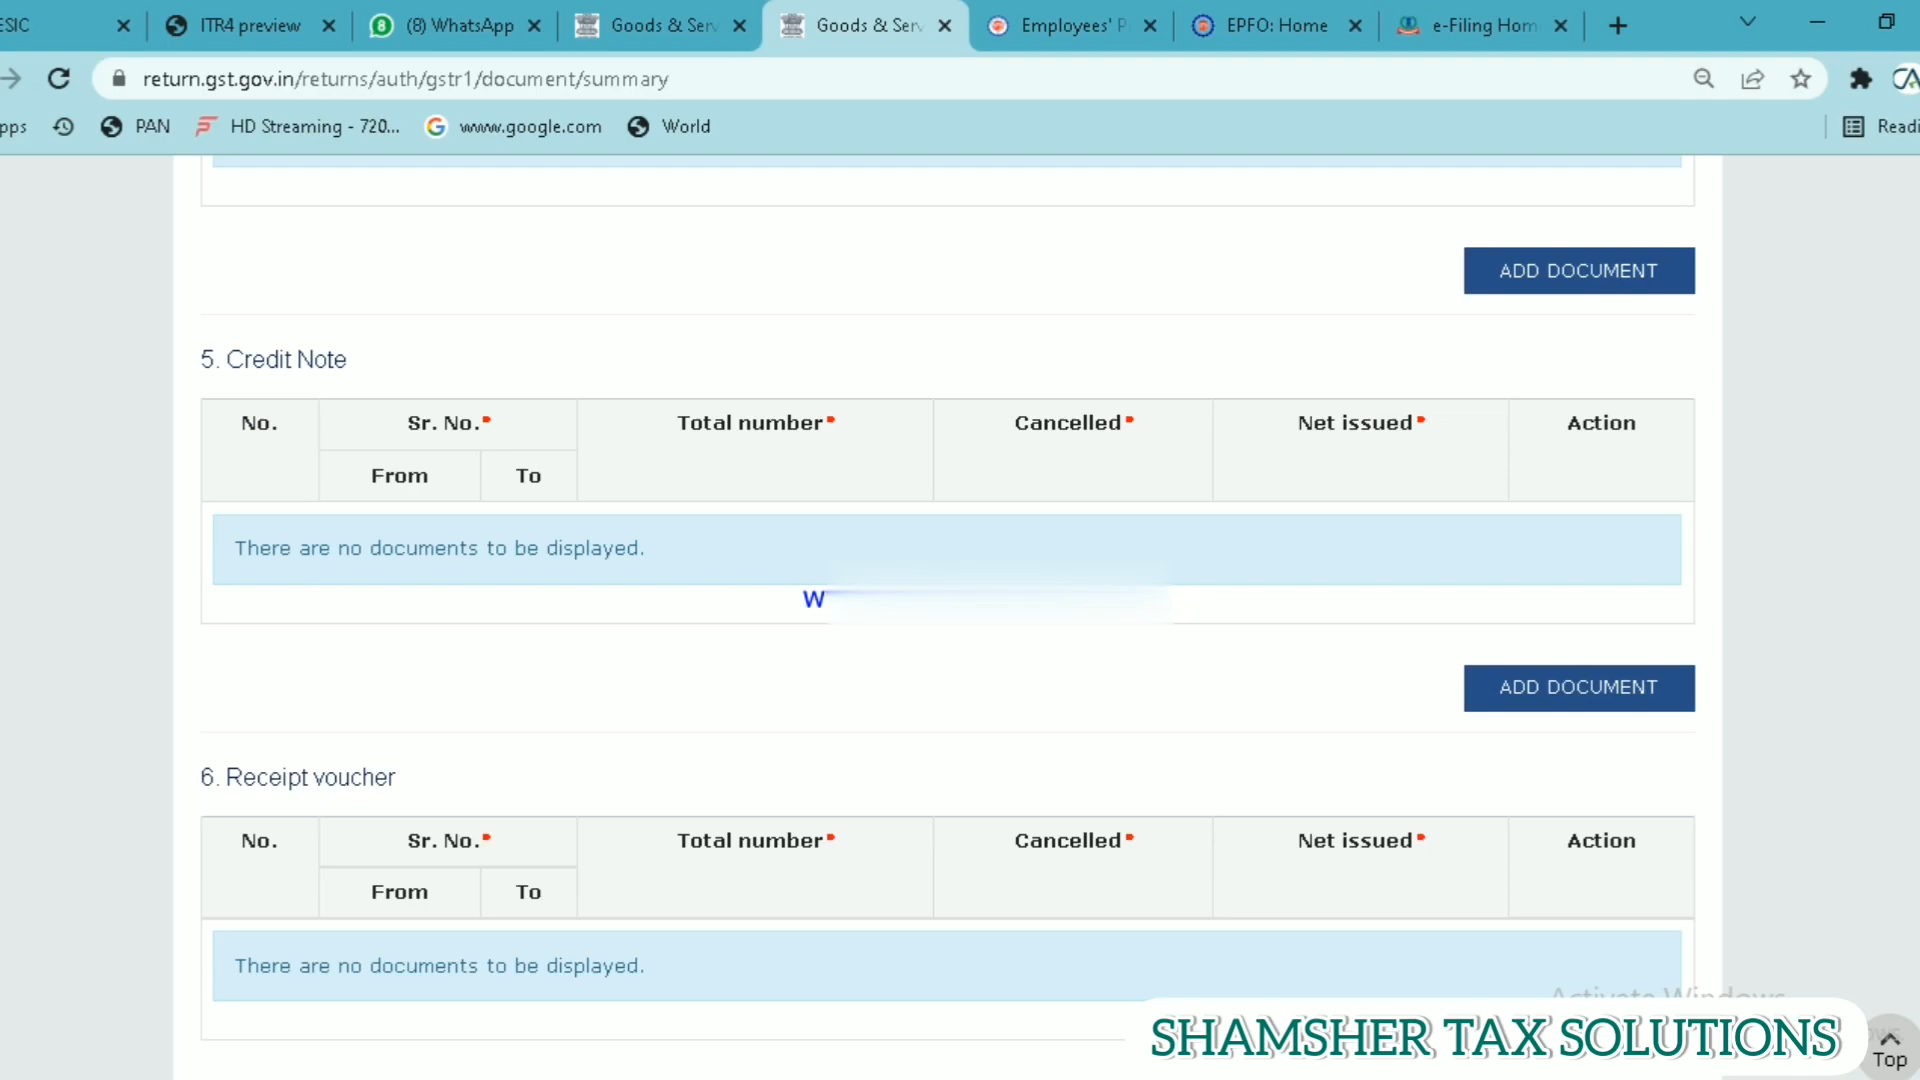 ESIC
ITR4 preview
(8) WhatsApp
Goods & Serv
Goods & Serv
Employees' P
EPFO: Home
e-Filing Hom
return.gst.gov.in/returns/auth/gstr1/document/summary
pps
PAN
HD Streaming - 720...
www.google.com
World
Readi
ADD DOCUMENT
5. Credit Note
No. Sr. No. Total number Cancelled Net issued Action
From To
There are no documents to be displayed.
W
ADD DOCUMENT
6. Receipt voucher
No. Sr. No. Total number Cancelled Net issued Action
From To
There are no documents to be displayed.
Activate Windows
SHAMSHER TAX SOLUTIONS
Top